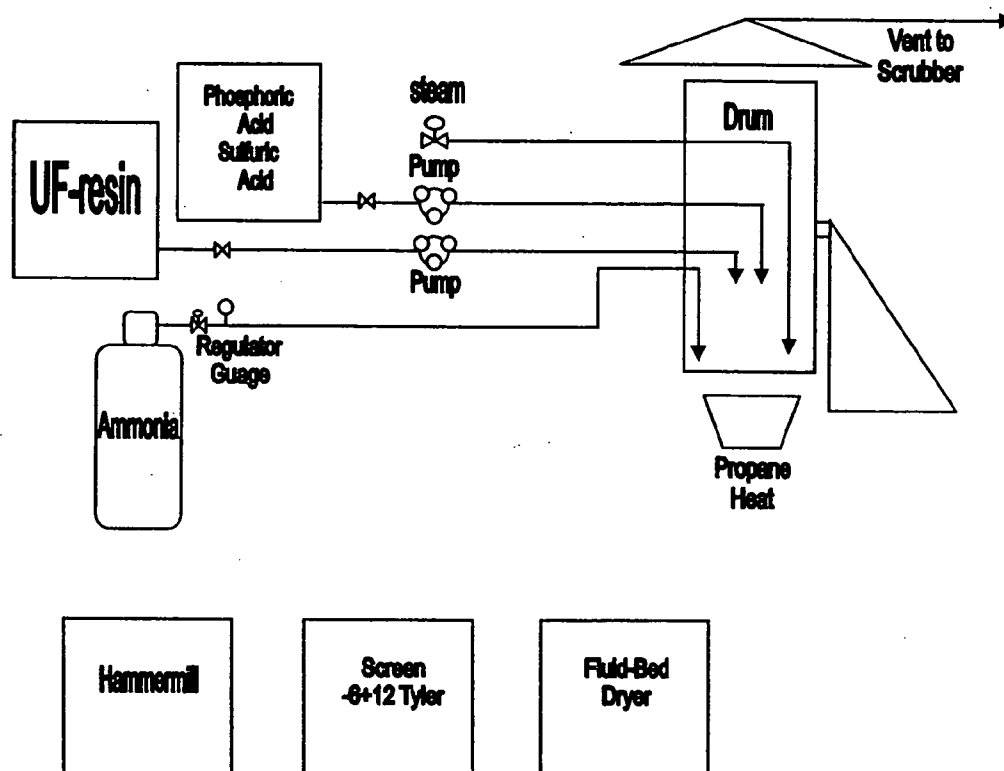 Vent to
Scrubber
Phosphoric
Acid
Sulfuric
Acid
steam
Drum
UF-resin
Pump
Pump
Regulator
Guage
Ammonia
Propane
Heat
Hammermill
Screen
-6+12 Tyler
Fluid-Bed
Dryer